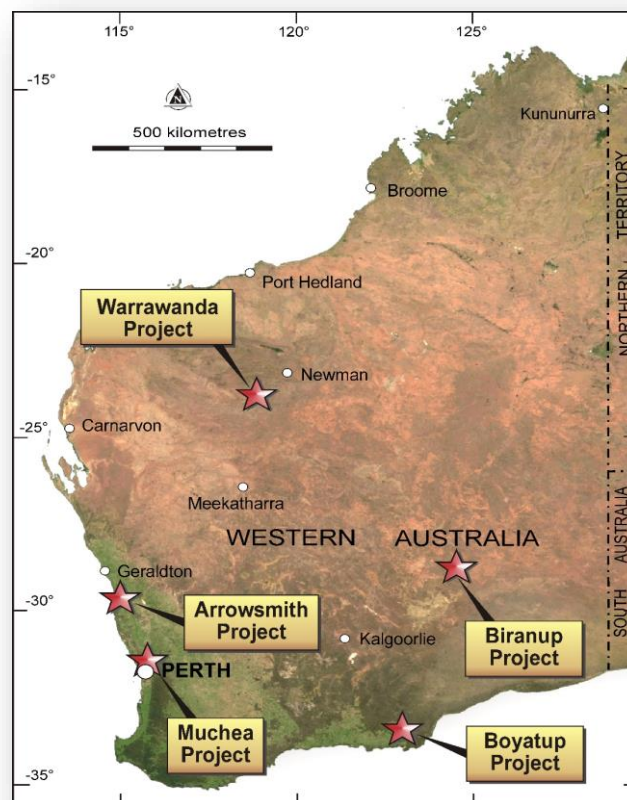 115°
120°
125°
-15°
N
500 kilometres
Kununurra
Broome
NORTHERN TERRITORY
-20°
Port Hedland
Warrawanda
Project
Newman
-25°
Carnarvon
Meekatharra
WESTERN AUSTRALIA
SOUTH AUSTRALIA
Geraldton
-30°
Arrowsmith
Project
Kalgoorlie
Biranup
Project
PERTH
Muchea
Project
Boyatup
Project
-35°